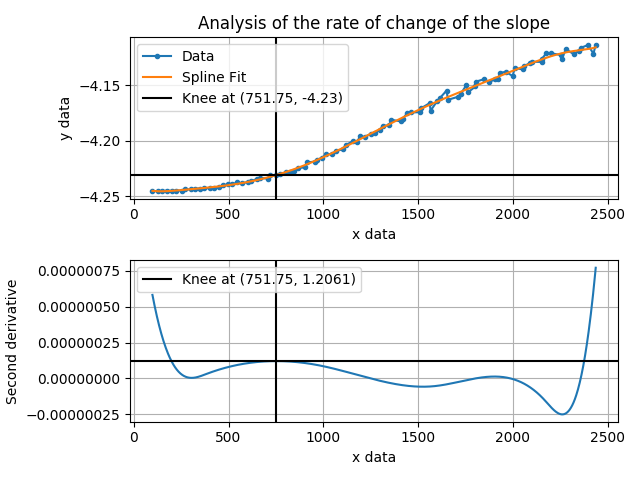 Analysis of the rate of change of the slope
Data
Spline Fit
Knee at (751.75, -4.23)
y data
−4.15
−4.20
−4.25
0 500 1000 1500 2000 2500
x data
Knee at (751.75, 1.2061)
Second derivative
0.00000075
0.00000050
0.00000025
0.00000000
−0.00000025
0 500 1000 1500 2000 2500
x data